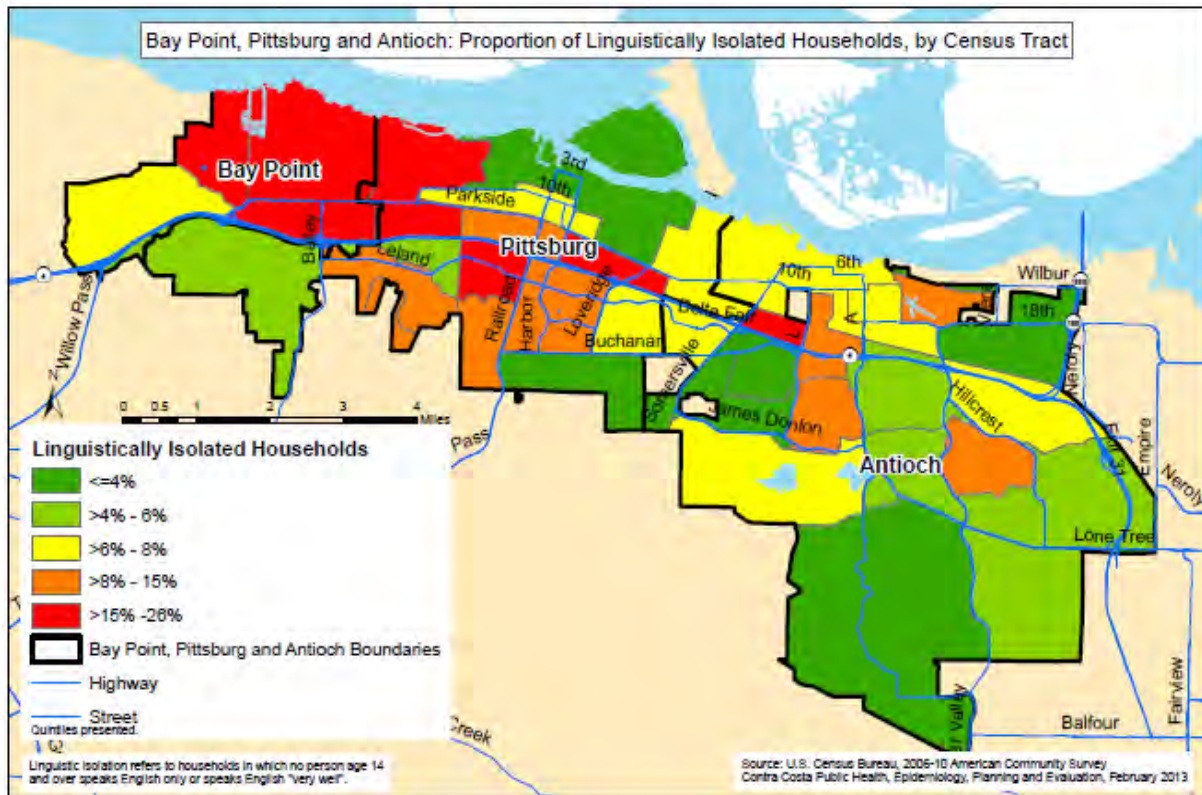 Bay Point, Pittsburg and Antioch: Proportion of Linguistically Isolated Households, by Census Tract
3rd
10th
Bay Point
Parkside
Pittsburg
Bailey
Leland
10th
6th
Wilbur
Loveridge
Railroad
Harbor
Delta Fair
L
A
18th
Willow Pass
Buchanan
Somersville
Neroly
N
0 0.5 1 2 3 4
Miles
James Donlon
Hillcrest
Pass
Antioch
Empire
Neroly
Lone Tree
Linguistically Isolated Households
<=4%
>4% - 6%
>6% - 8%
>8% - 15%
>15% -26%
Bay Point, Pittsburg and Antioch Boundaries
Highway
Street
Quintiles presented.
Creek
er Valley
Balfour
Fairview
Linguistic Isolation refers to households in which no person age 14
and over speaks English only or speaks English "very well".
Source: U.S. Census Bureau, 2006-10 American Community Survey
Contra Costa Public Health, Epidemiology, Planning and Evaluation, February 2013